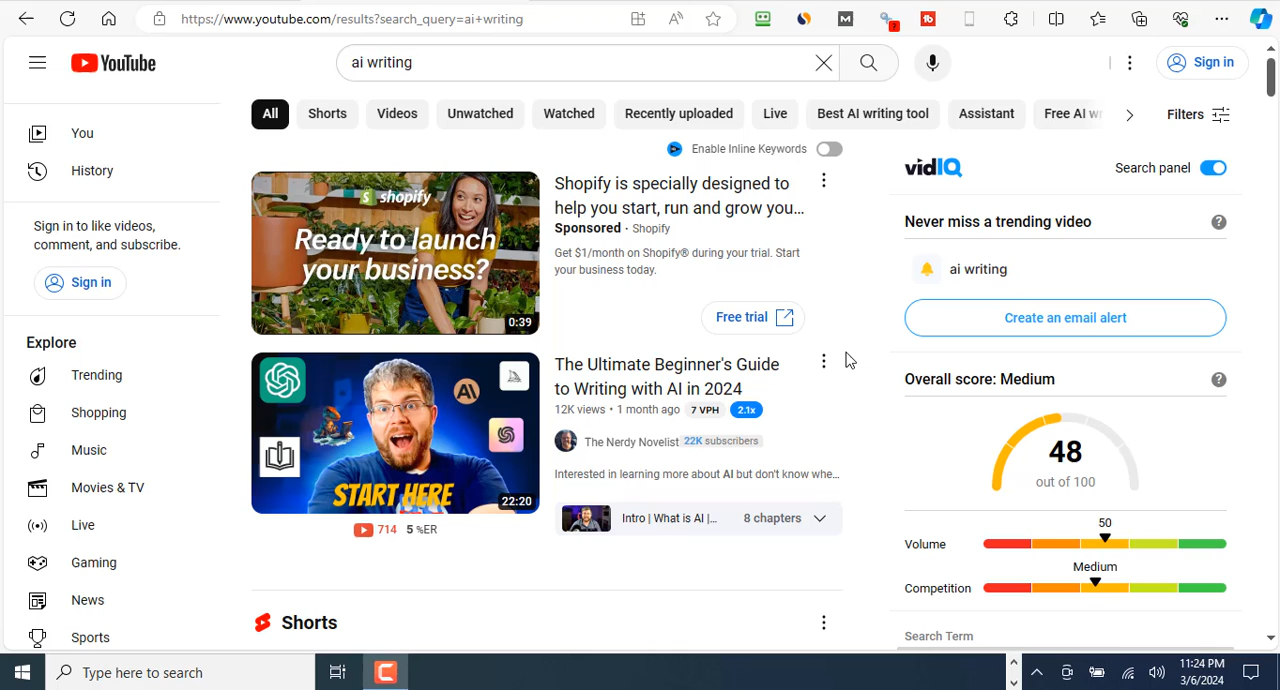 https://www.youtube.com/results?search_query=ai+writing
YouTube
ai writing
Sign in
All
Shorts
Videos
Unwatched
Watched
Recently uploaded
Live
Best AI writing tool
Assistant
Free AI wr
Filters
You
History
Sign in to like videos,
comment, and subscribe.
Sign in
Explore
Trending
Shopping
Music
Movies & TV
Live
Gaming
News
Sports
Enable Inline Keywords
shopify
Ready to launch
your business?
0:39
Shopify is specially designed to
help you start, run and grow you...
Sponsored · Shopify
Get $1/month on Shopify® during your trial. Start
your business today.
Free trial
START HERE
22:20
714 5 %ER
The Ultimate Beginner's Guide
to Writing with AI in 2024
12K views • 1 month ago 7 VPH 2.1x
The Nerdy Novelist 22K subscribers
Interested in learning more about AI but don't know whe...
Intro | What is AI |... 8 chapters
Shorts
vidIQ
Search panel
Never miss a trending video
ai writing
Create an email alert
Overall score: Medium
48
out of 100
50
Volume
Medium
Competition
Search Term
Type here to search
11:24 PM
3/6/2024